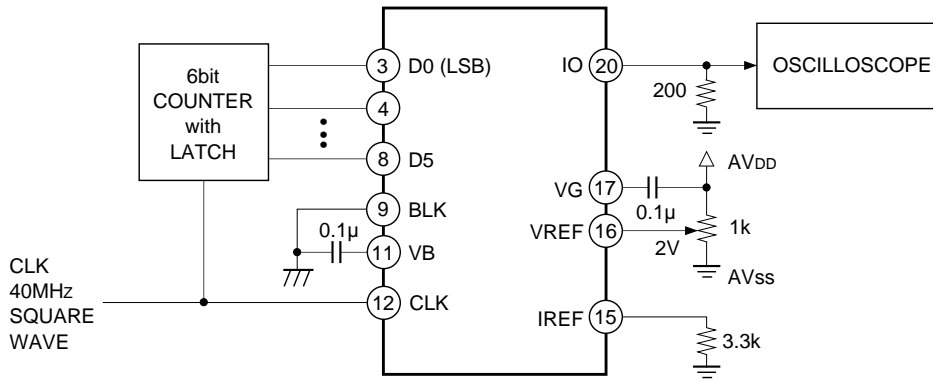 6bit
COUNTER
with
LATCH
3
D0 (LSB)
4
8
D5
9
BLK
0.1μ
11
VB
12
CLK
CLK
40MHz
SQUARE
WAVE
IO
20
OSCILLOSCOPE
200
AVDD
VG
17
0.1μ
VREF
16
2V
1k
AVss
IREF
15
3.3k